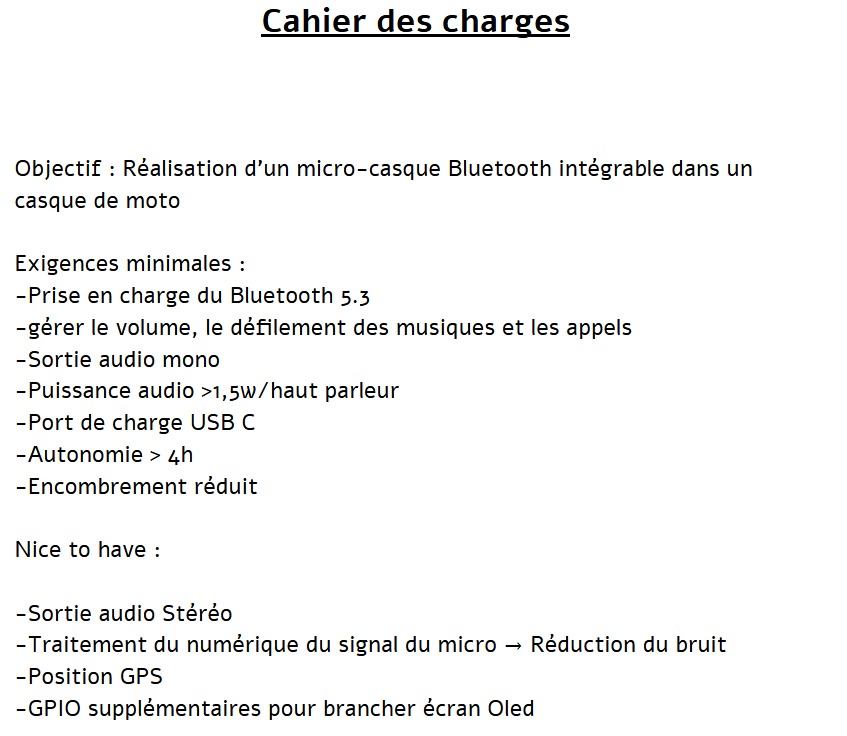 Cahier des charges
Objectif : Réalisation d'un micro-casque Bluetooth intégrable dans un
casque de moto
Exigences minimales :
-Prise en charge du Bluetooth 5.3
-gérer le volume, le défilement des musiques et les appels
-Sortie audio mono
-Puissance audio >1,5w/haut parleur
-Port de charge USB C
-Autonomie > 4h
-Encombrement réduit
Nice to have :
-Sortie audio Stéréo
-Traitement du numérique du signal du micro → Réduction du bruit
-Position GPS
-GPIO supplémentaires pour brancher écran Oled